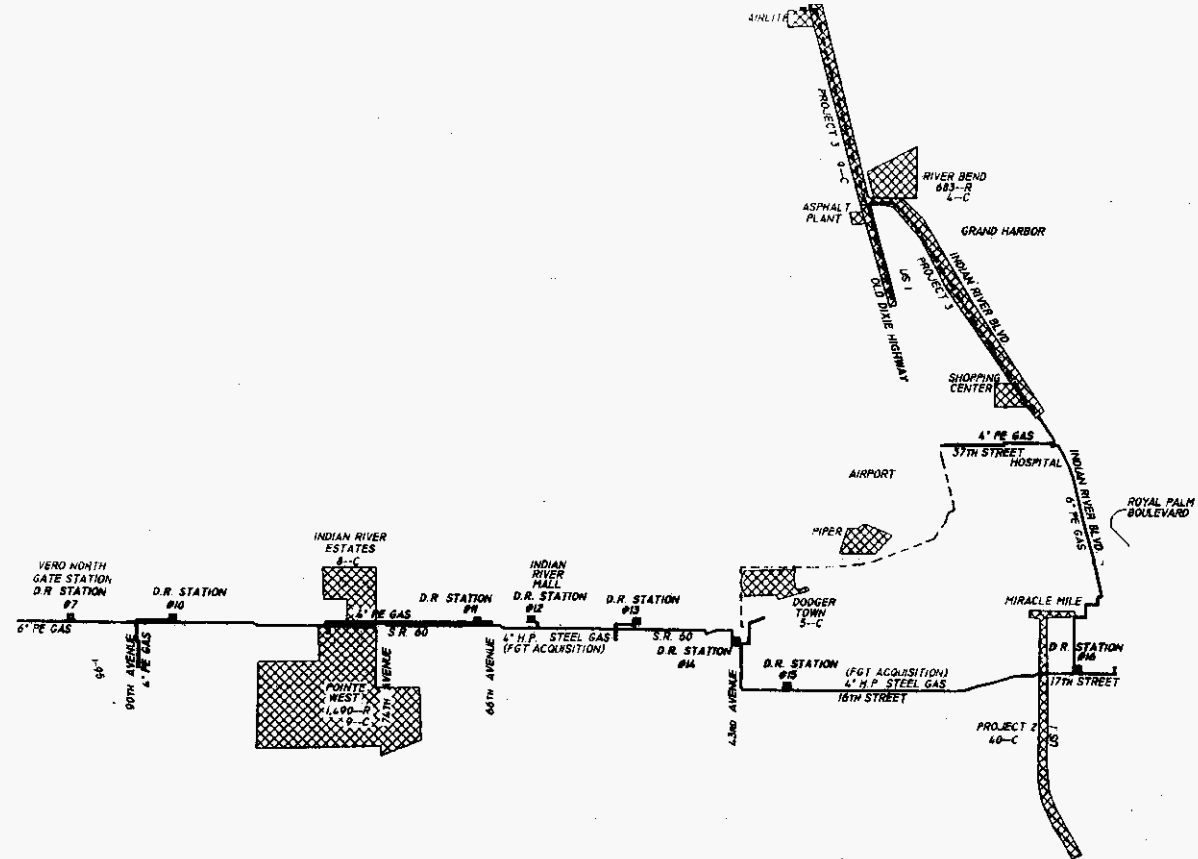 AIRLITE
PROJECT 3
9--C
RIVER BEND
683--R
4--C
ASPHALT
PLANT
GRAND HARBOR
INDIAN RIVER BLVD
PROJECT 3
US 1
OLD DIXIE HIGHWAY
SHOPPING
CENTER
4" PE GAS
37TH STREET
HOSPITAL
AIRPORT
INDIAN RIVER BLVD.
6" PE GAS
ROYAL PALM
BOULEVARD
PIPER
INDIAN RIVER
ESTATES
8--C
VERO NORTH
GATE STATION
D.R. STATION
#7
D.R. STATION
#10
INDIAN
RIVER
MALL
D.R. STATION
#11
D.R. STATION
#12
D.R. STATION
#13
DODGER
TOWN
5--C
MIRACLE MILE
6" PE GAS
4" PE GAS
S.R. 60
4" H.P. STEEL GAS
(FGT ACQUISITION)
S.R. 60
D.R. STATION
#14
D.R. STATION
#15
(FGT ACQUISITION)
4" H.P. STEEL GAS
16TH STREET
D.R. STATION
#16
17TH STREET
I-95
90TH AVENUE
4" PE GAS
POINTE
WEST
1,490--R
9--C
74TH AVENUE
66TH AVENUE
43RD AVENUE
PROJECT 2
40--C
US 1